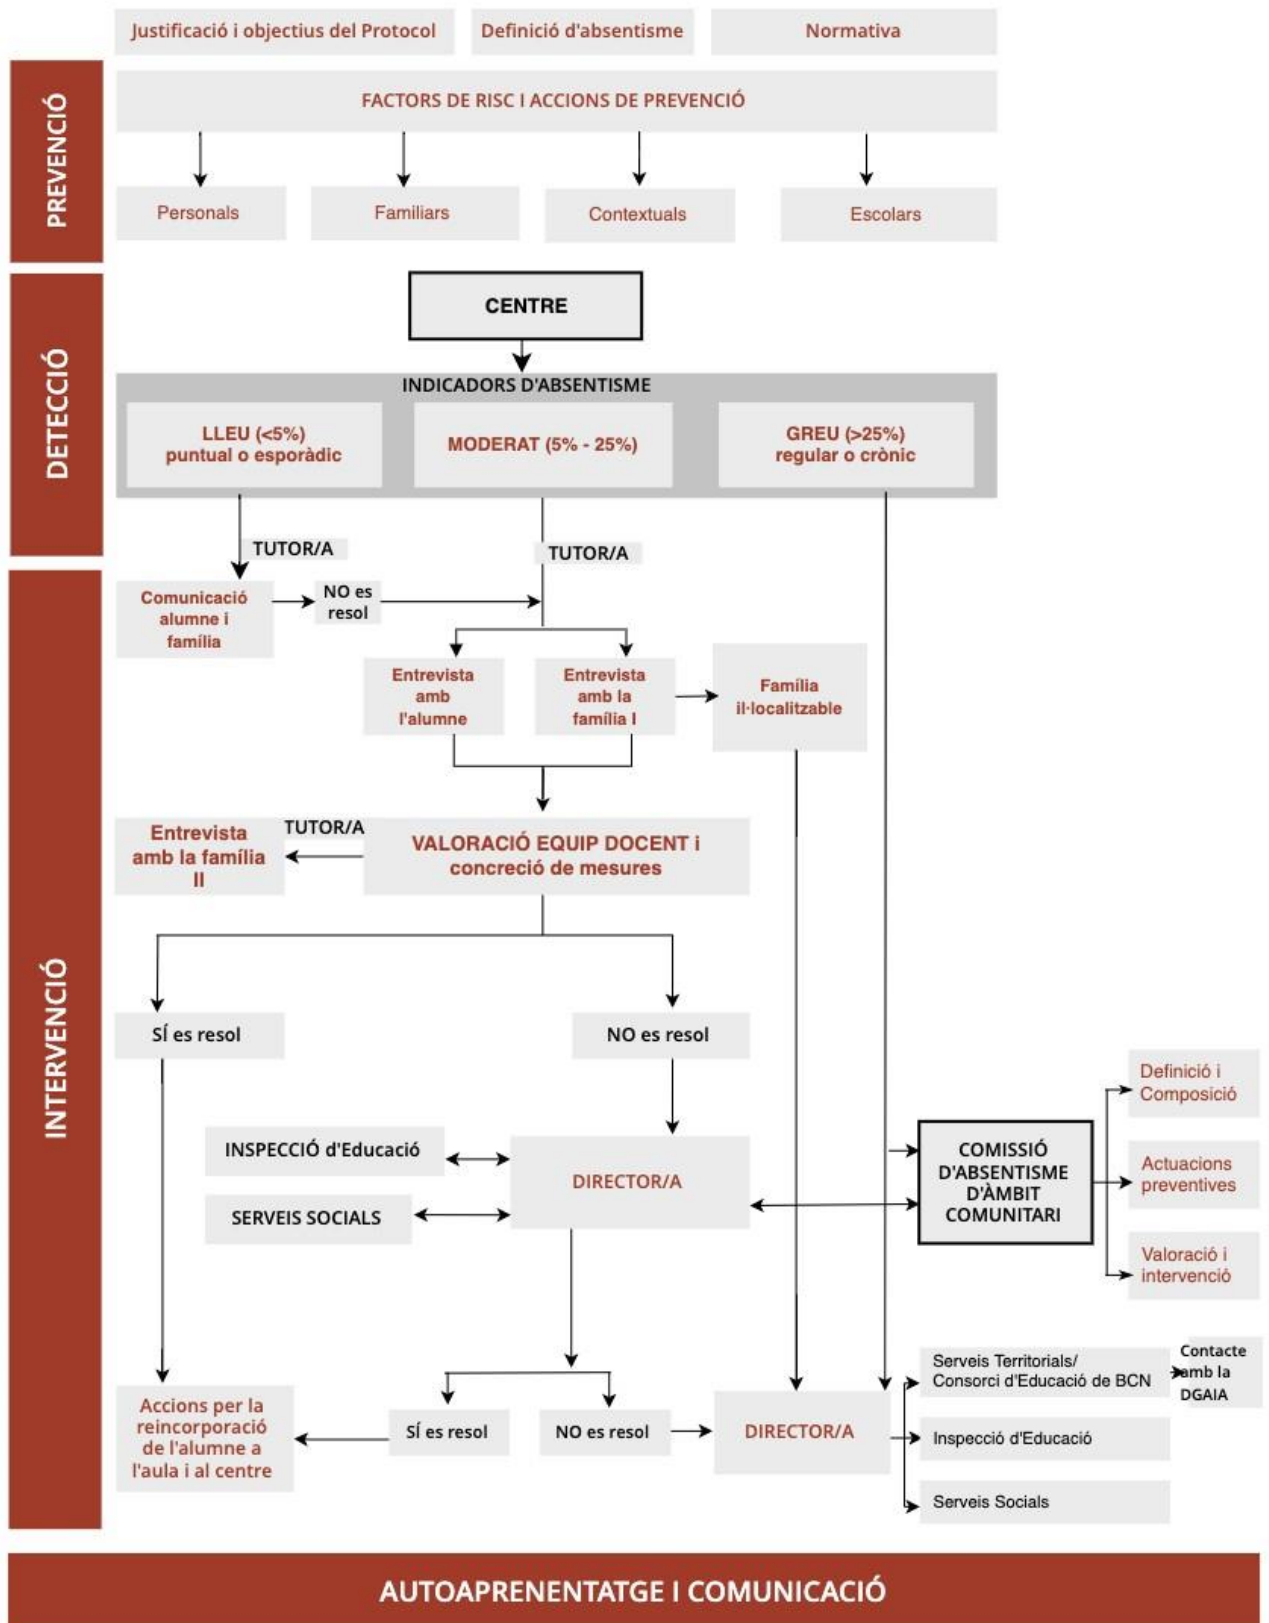 Justificació i objectius del Protocol
Definició d'absentisme
Normativa
PREVENCIÓ
FACTORS DE RISC I ACCIONS DE PREVENCIÓ
Personals
Familiars
Contextuals
Escolars
DETECCIÓ
CENTRE
INDICADORS D'ABSENTISME
LLEU (<5%)
puntual o esporàdic
MODERAT (5% - 25%)
GREU (>25%)
regular o crònic
TUTOR/A
TUTOR/A
INTERVENCIÓ
Comunicació
alumne i
família
NO es
resol
Entrevista
amb
l'alumne
Entrevista
amb la
família I
Família
il·localitzable
Entrevista
amb la família
II
TUTOR/A
VALORACIÓ EQUIP DOCENT i
concreció de mesures
SÍ es resol
NO es resol
INSPECCIÓ d'Educació
SERVEIS SOCIALS
DIRECTOR/A
COMISSIÓ
D'ABSENTISME
D'ÀMBIT
COMUNITARI
Definició i
Composició
Actuacions
preventives
Valoració i
intervenció
Accions per la
reincorporació
de l'alumne a
l'aula i al centre
SÍ es resol
NO es resol
DIRECTOR/A
Serveis Territorials/
Consorci d'Educació de BCN
Contacte
amb la
DGAIA
Inspecció d'Educació
Serveis Socials
AUTOAPRENENTATGE I COMUNICACIÓ